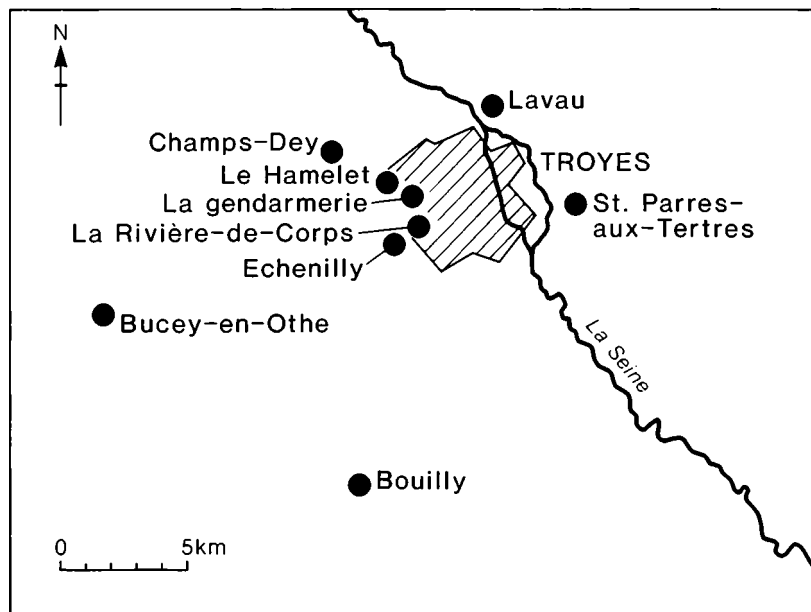 N
Lavau
Champs-Dey
TROYES
Le Hamelet
La gendarmerie
St. Parres-
aux-Tertres
La Rivière-de-Corps
Echenilly
Bucey-en-Othe
La Seine
Bouilly
0 5km